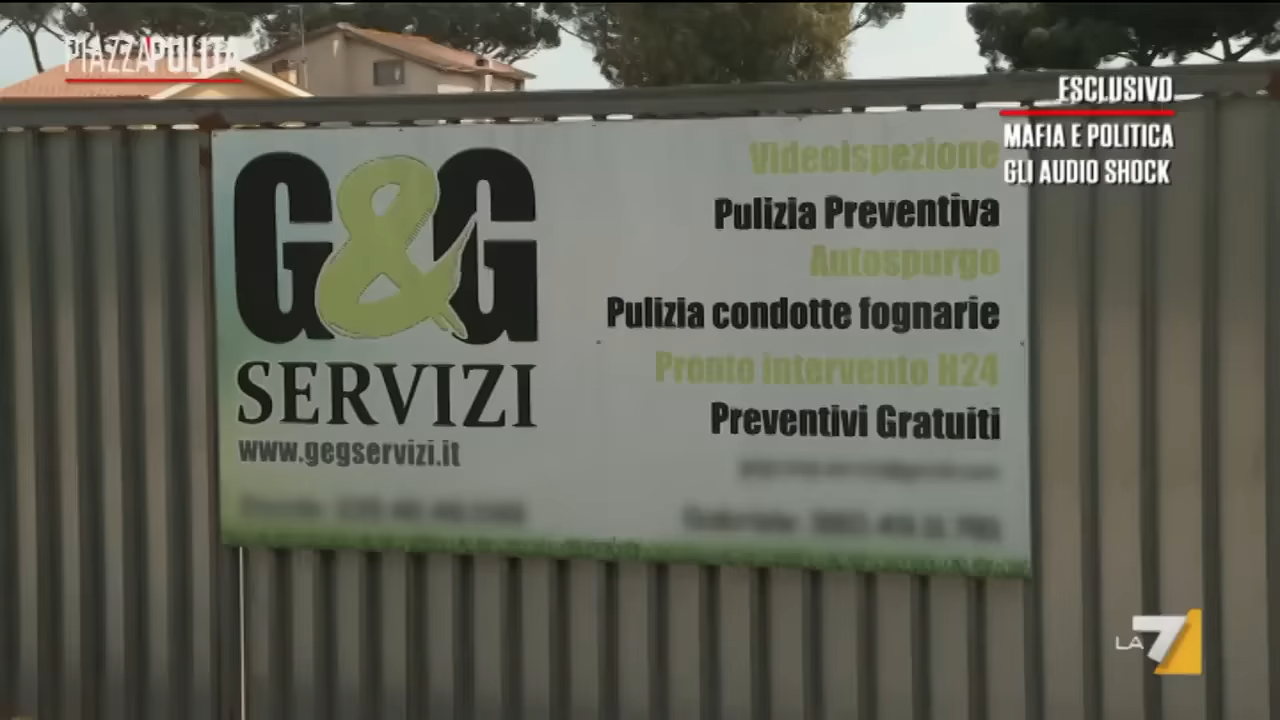 PIAZZAPULITA
ESCLUSIVO
MAFIA E POLITICA
GLI AUDIO SHOCK
G&G
SERVIZI
www.gegservizi.it
Videoispezione
Pulizia Preventiva
Autospurgo
Pulizia condotte fognarie
Pronto intervento H24
Preventivi Gratuiti
LA7